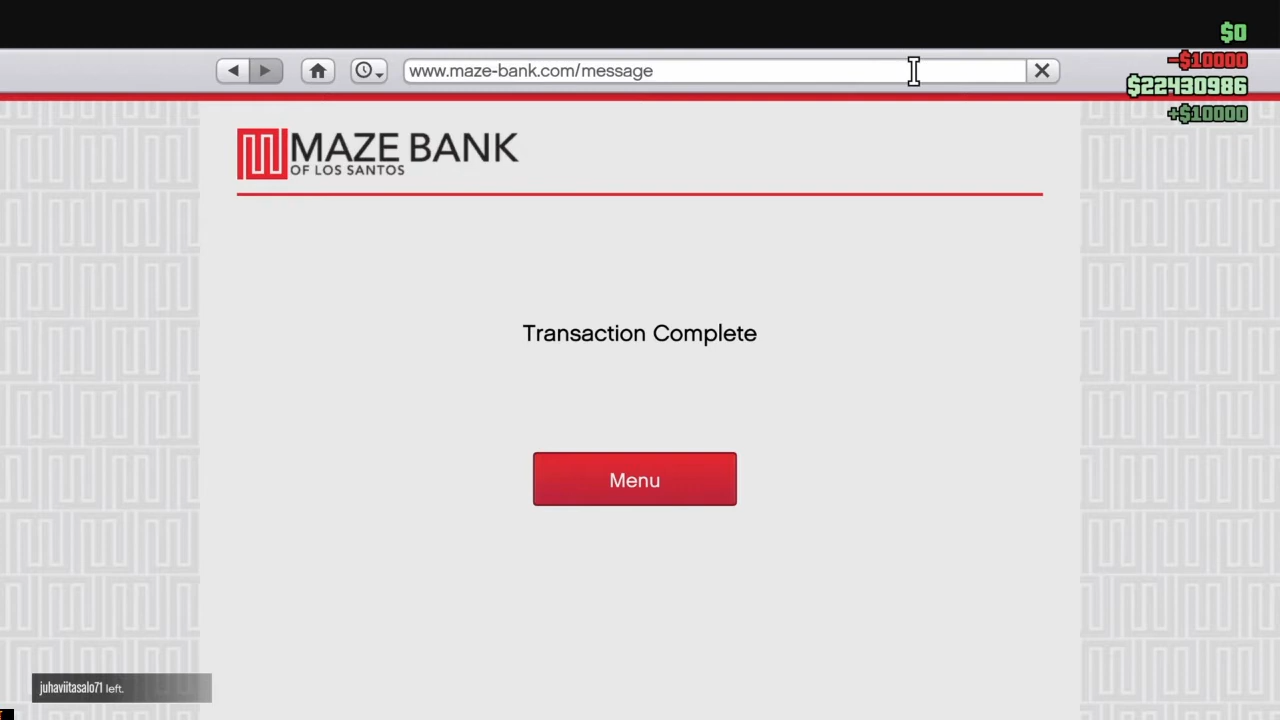 $0
-$10000
www.maze-bank.com/message
$22430986
+$10000
MAZE BANK
OF LOS SANTOS
Transaction Complete
Menu
juhaviitasalo71 left.